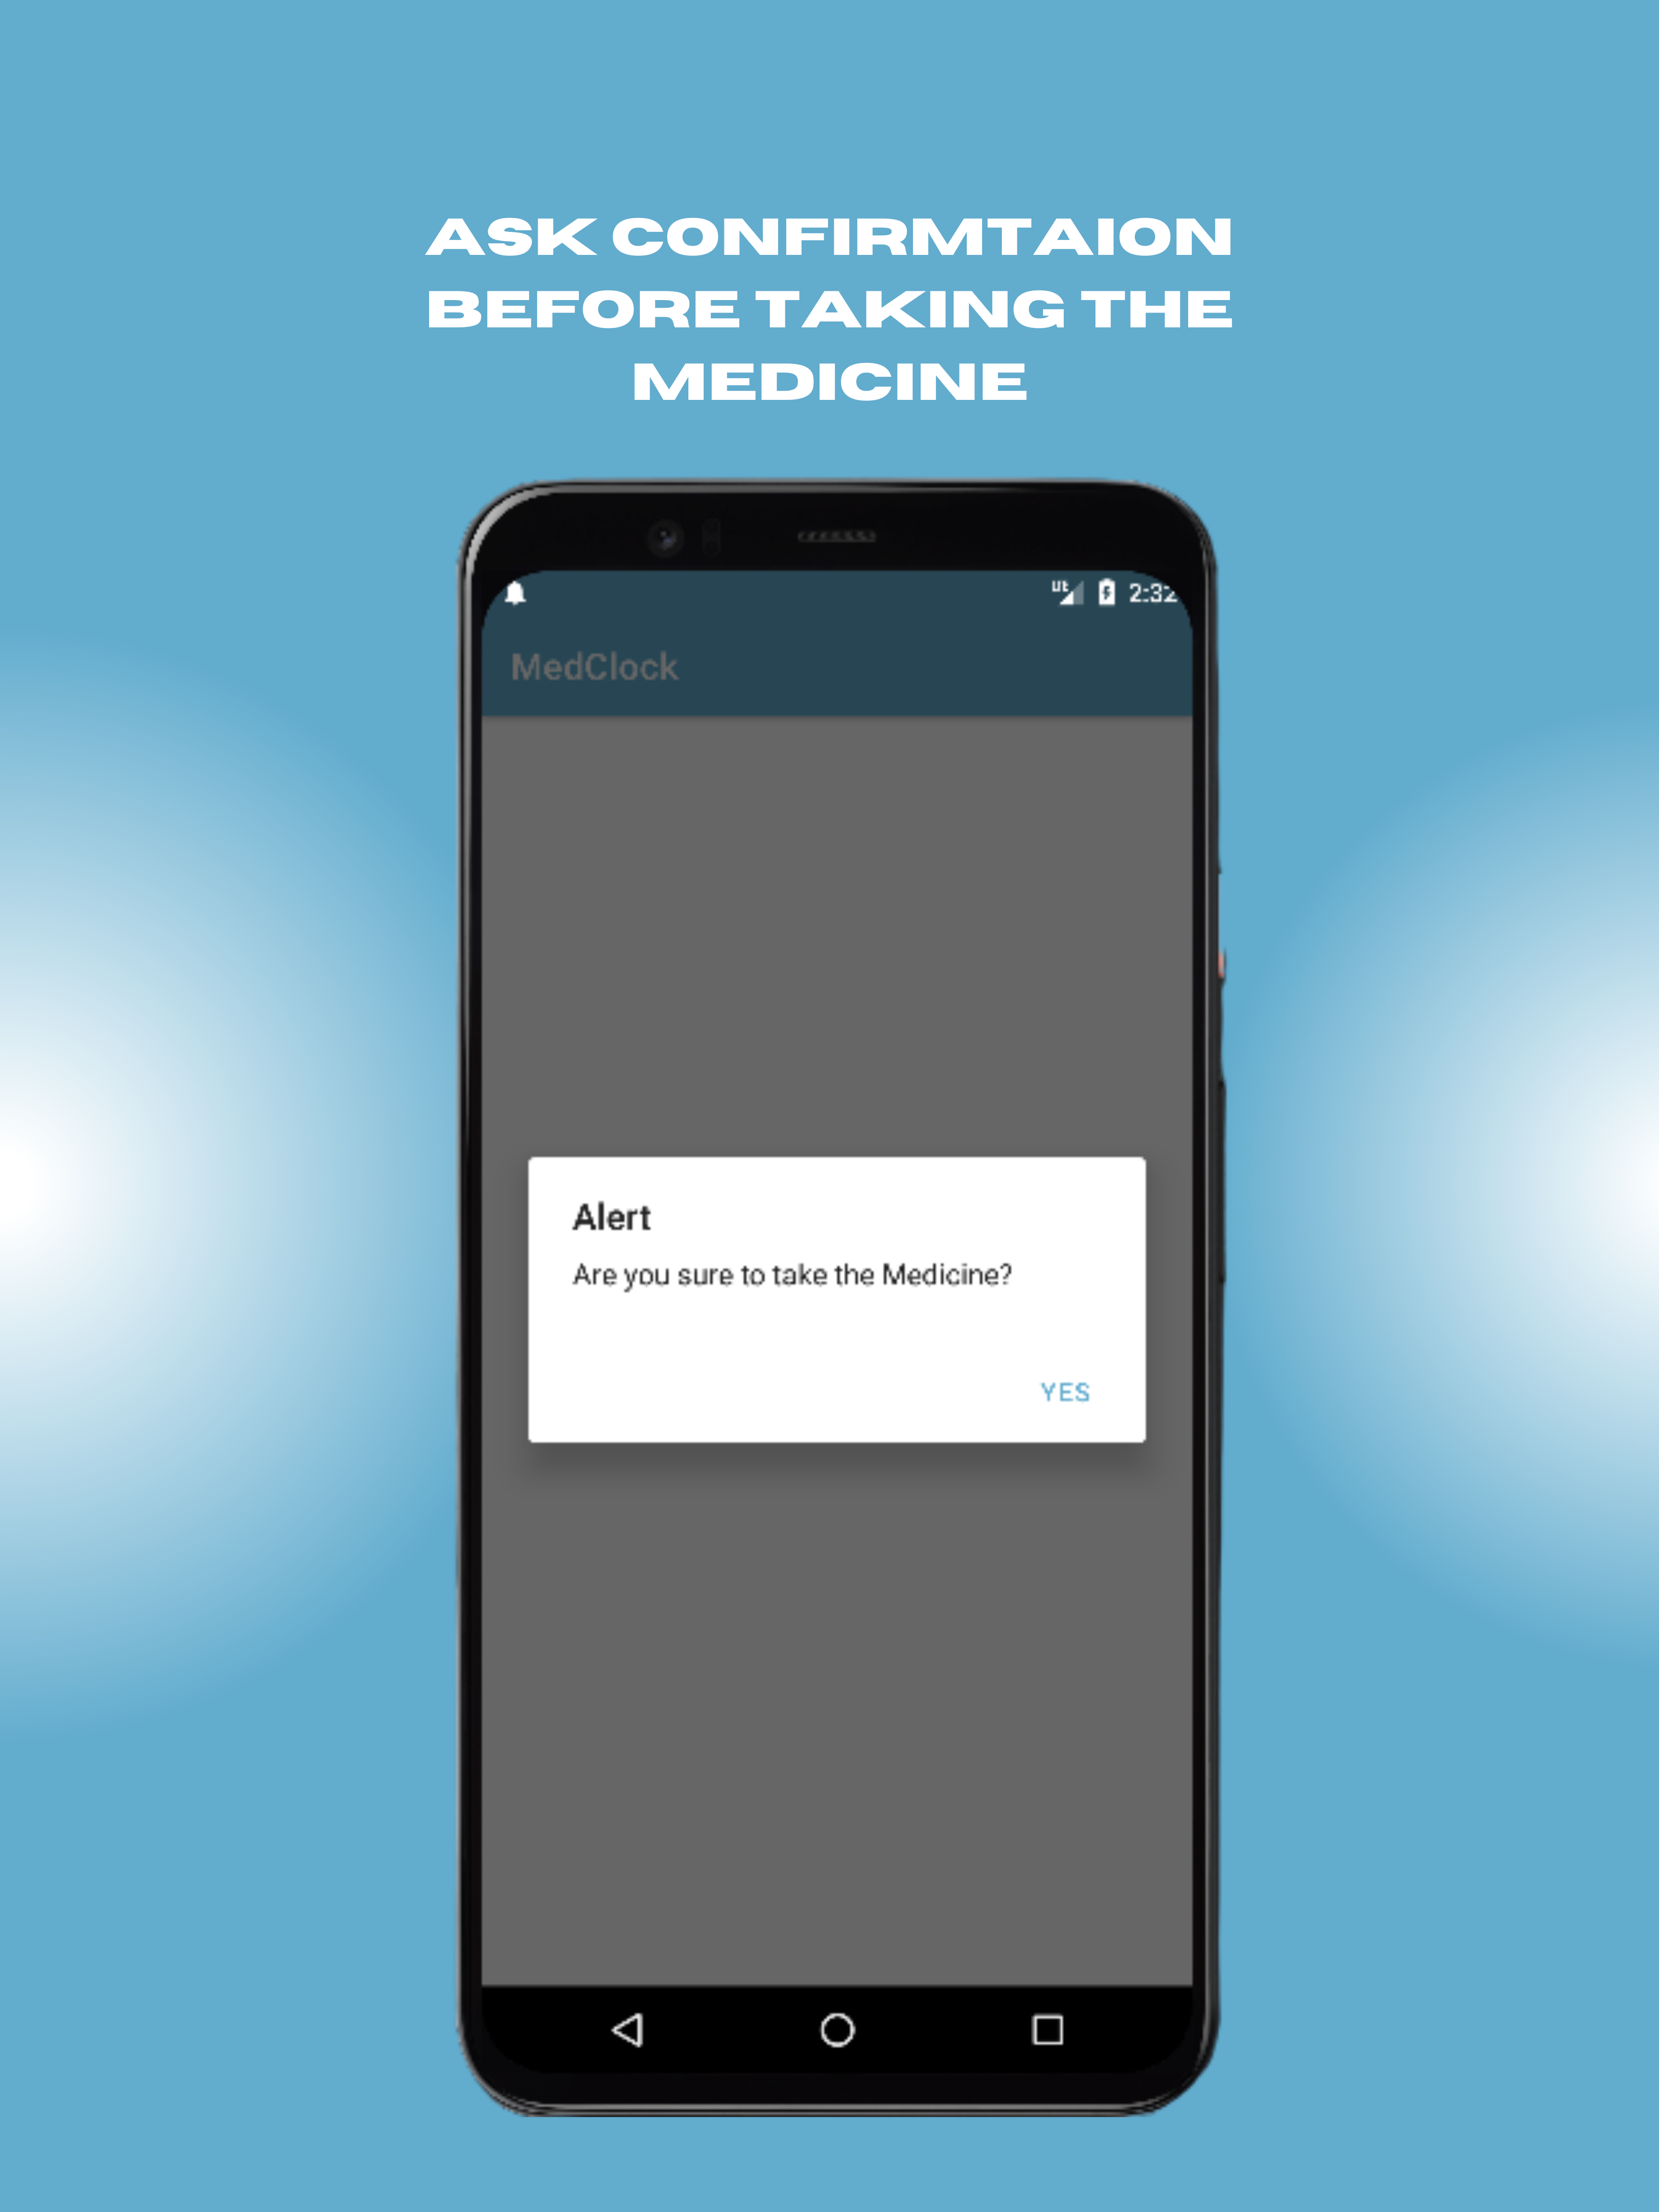 ASK CONFIRMTAION
BEFORE TAKING THE
MEDICINE
2:32
MedClock
Alert
Are you sure to take the Medicine?
YES